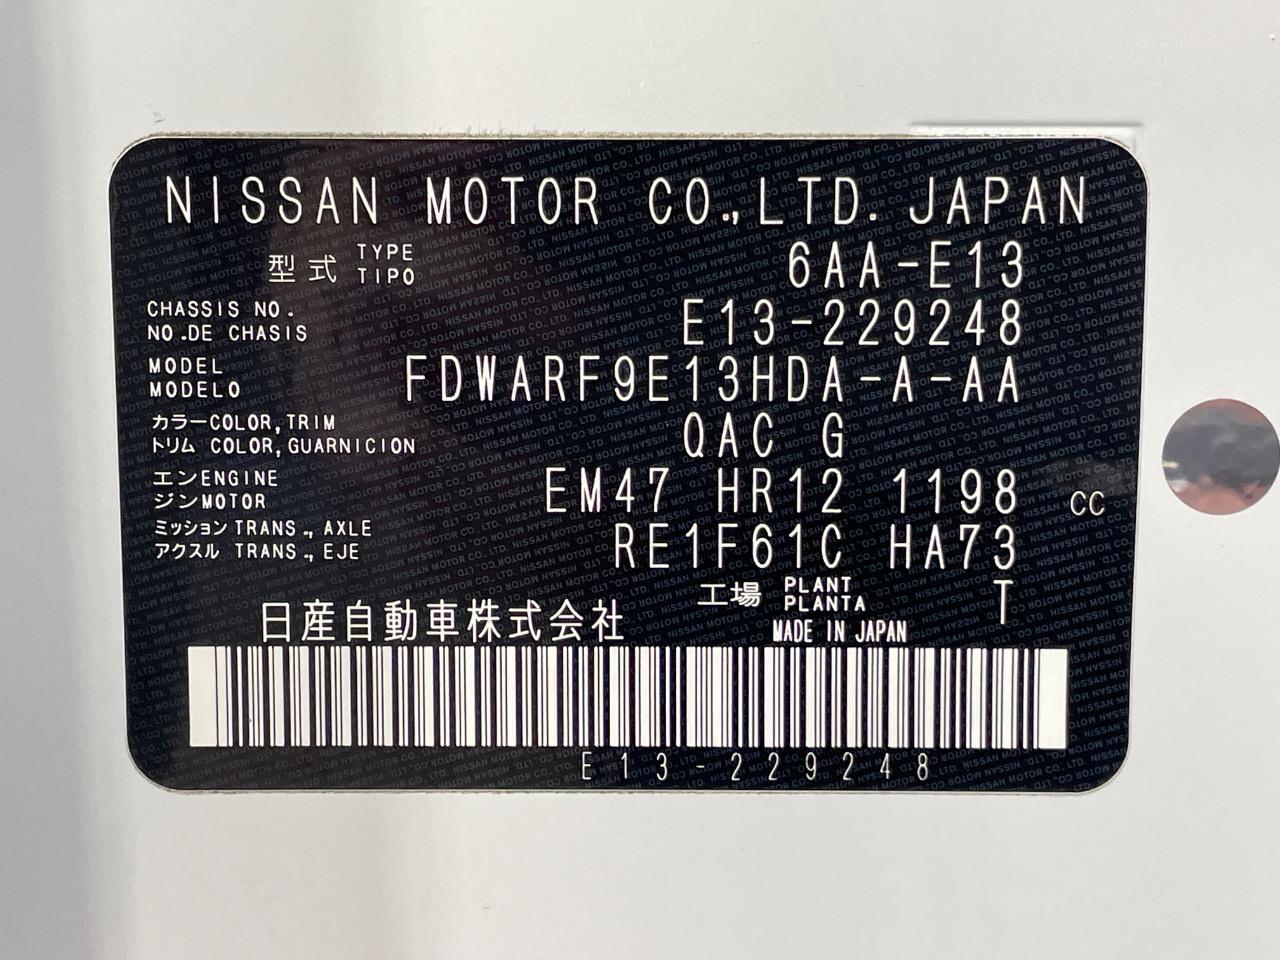 NISSAN MOTOR CO.,LTD. JAPAN
型式 TYPE TIPO 6AA-E13
CHASSIS NO. NO.DE CHASIS E13-229248
MODEL MODELO FDWARF9E13HDA-A-AA
カラーCOLOR,TRIM
トリム COLOR,GUARNICION QAC G
エンENGINE
ジンMOTOR EM47 HR12 1198 CC
ミッションTRANS.,AXLE
アクスル TRANS.,EJE RE1F61C HA73
工場 PLANT PLANTA T
日産自動車株式会社 MADE IN JAPAN
E13-229248